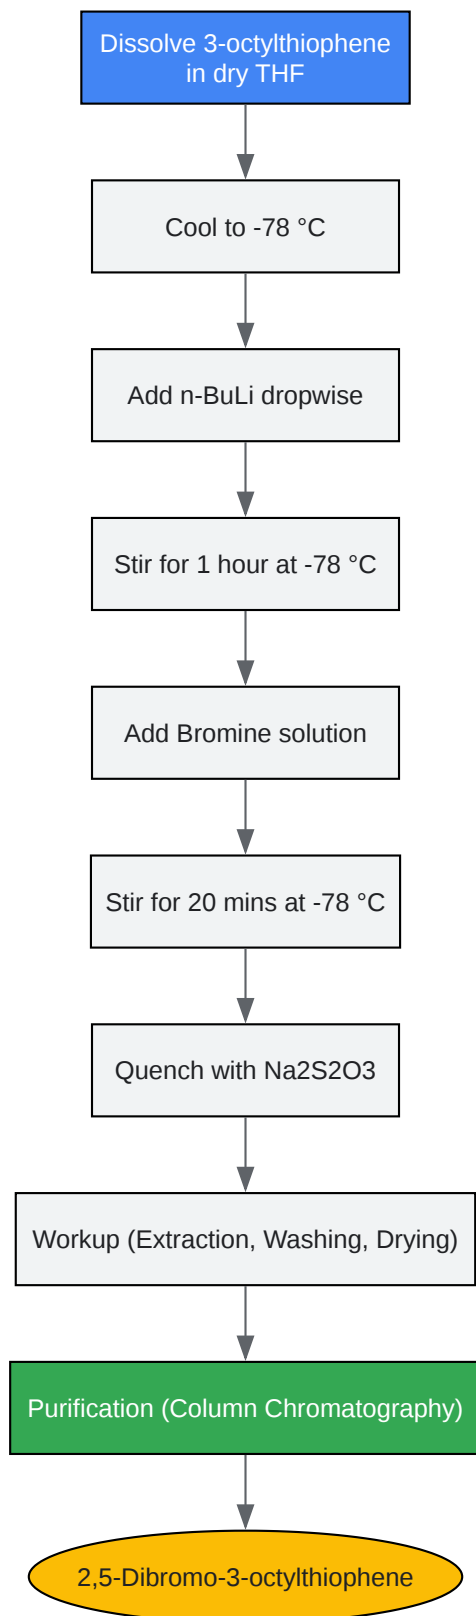 Dissolve 3-octylthiophene
in dry THF
Cool to -78 °C
Add n-BuLi dropwise
Stir for 1 hour at -78 °C
Add Bromine solution
Stir for 20 mins at -78 °C
Quench with Na2S2O3
Workup (Extraction, Washing, Drying)
Purification (Column Chromatography)
2,5-Dibromo-3-octylthiophene